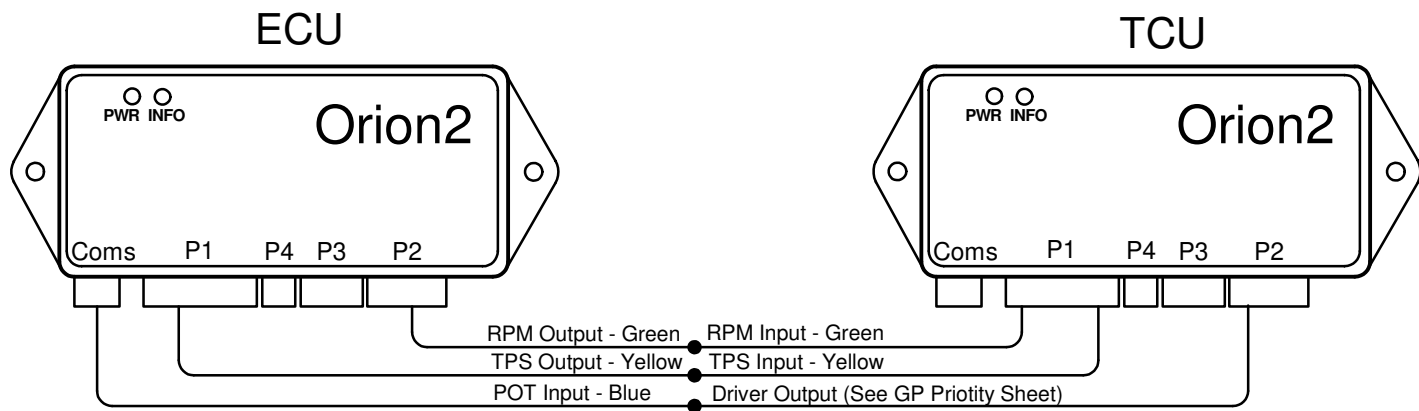 ECU
TCU
PWR INFO
Orion2
PWR INFO
Orion2
Coms P1 P4 P3 P2
Coms P1 P4 P3 P2
RPM Output - Green RPM Input - Green
TPS Output - Yellow TPS Input - Yellow
POT Input - Blue Driver Output (See GP Priotity Sheet)